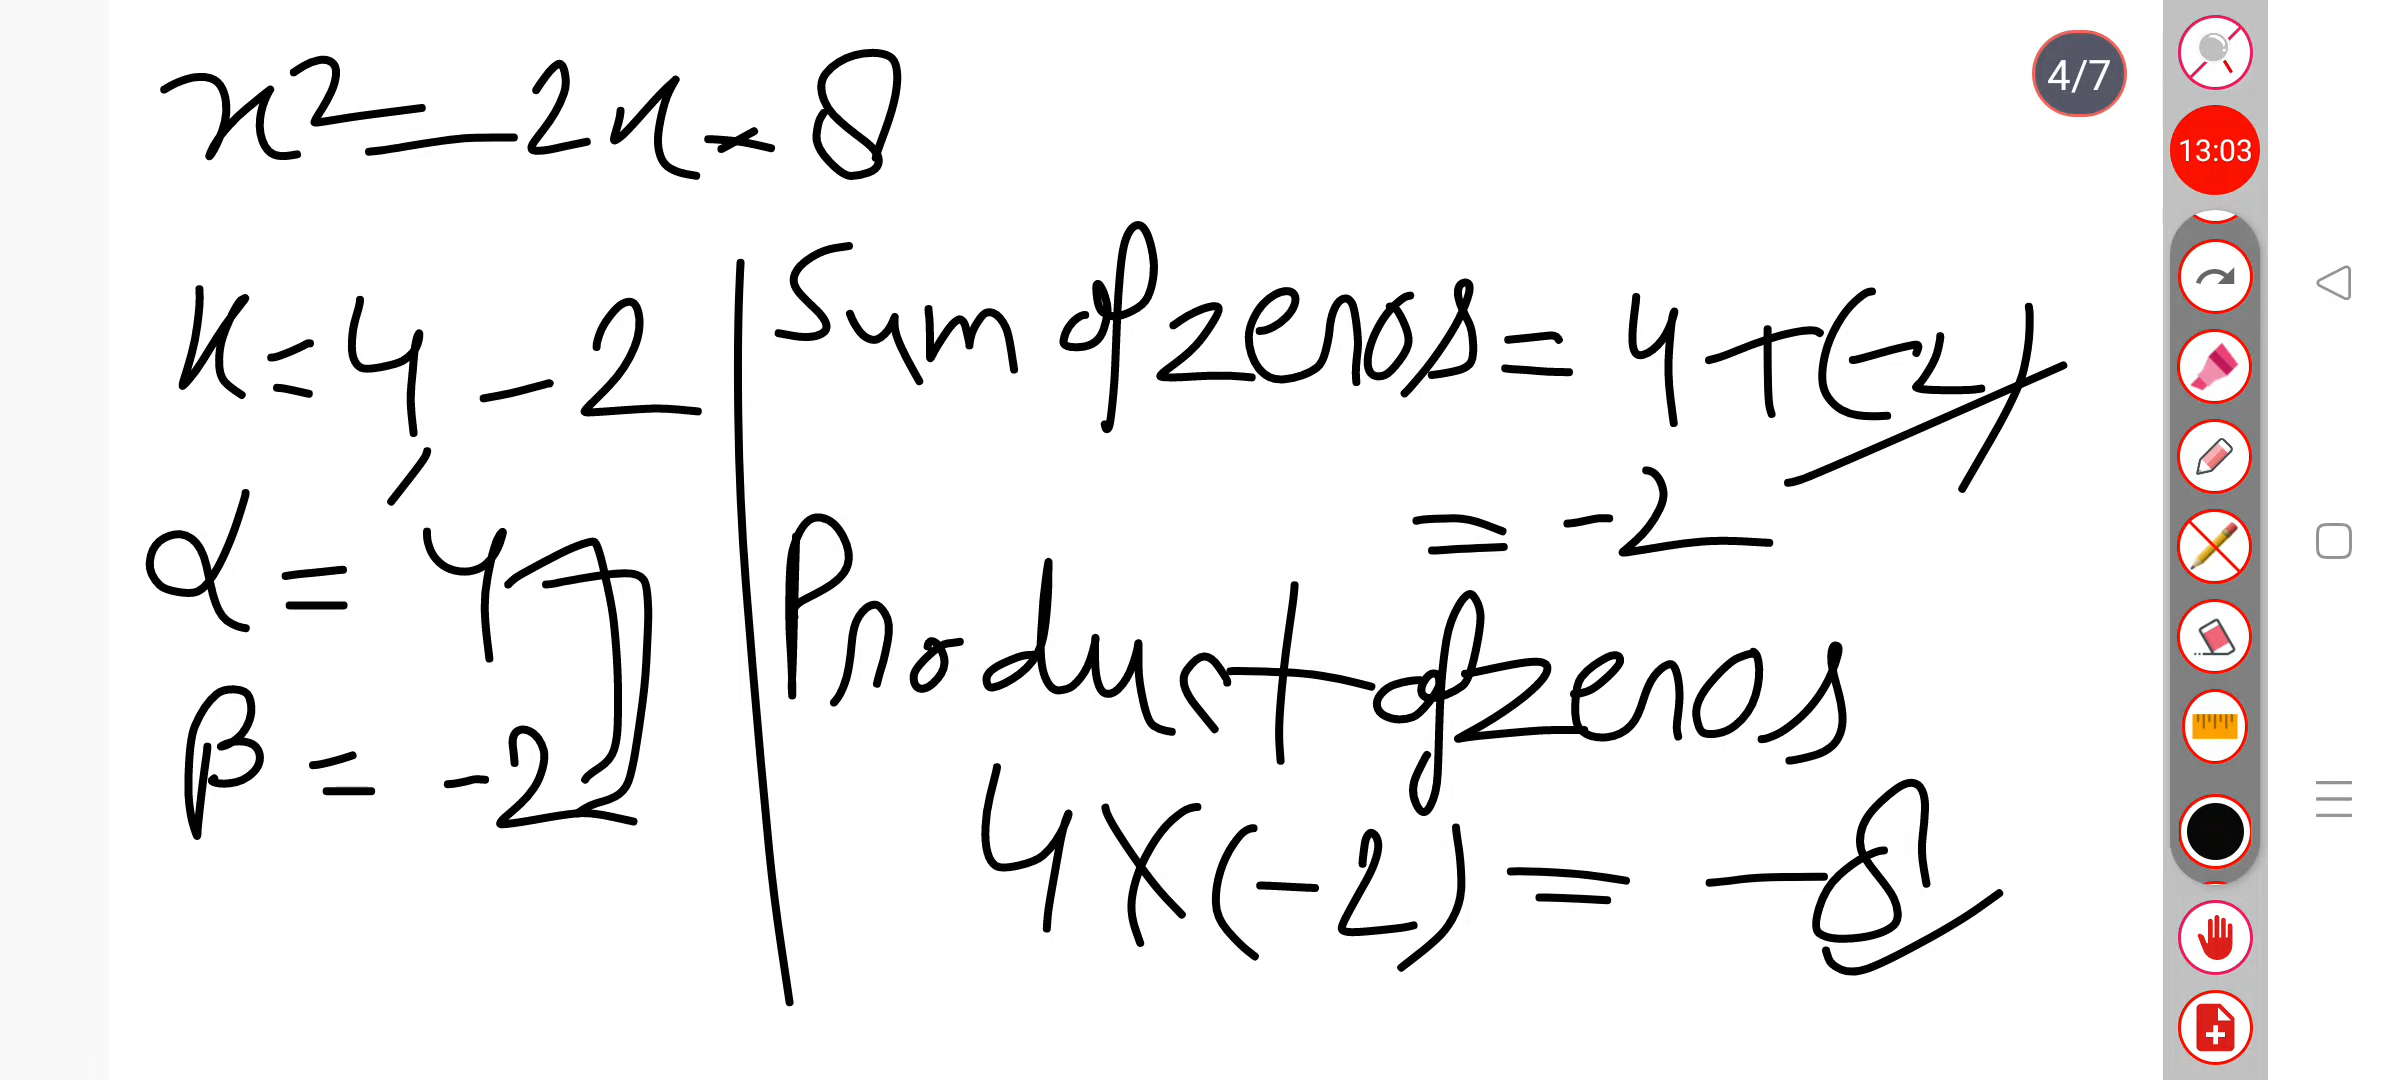 x² - 2x - 8
4/7
13:03
x = 4, -2
α = 4
β = -2
Sum of zeros = 4 + (-2)
= -2
Product of zeros
4 × (-2) = -8